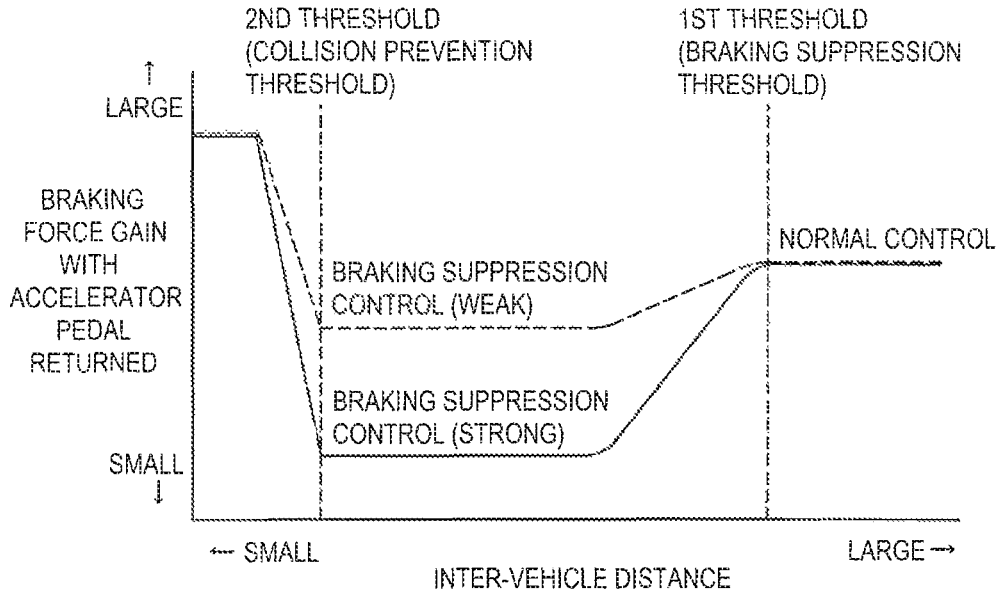 2ND THRESHOLD
(COLLISION PREVENTION
THRESHOLD)
1ST THRESHOLD
(BRAKING SUPPRESSION
THRESHOLD)
↑
LARGE
BRAKING
FORCE GAIN
WITH
ACCELERATOR
PEDAL
RETURNED
NORMAL CONTROL
BRAKING SUPPRESSION
CONTROL (WEAK)
BRAKING SUPPRESSION
CONTROL (STRONG)
SMALL
↓
← SMALL
LARGE →
INTER-VEHICLE DISTANCE